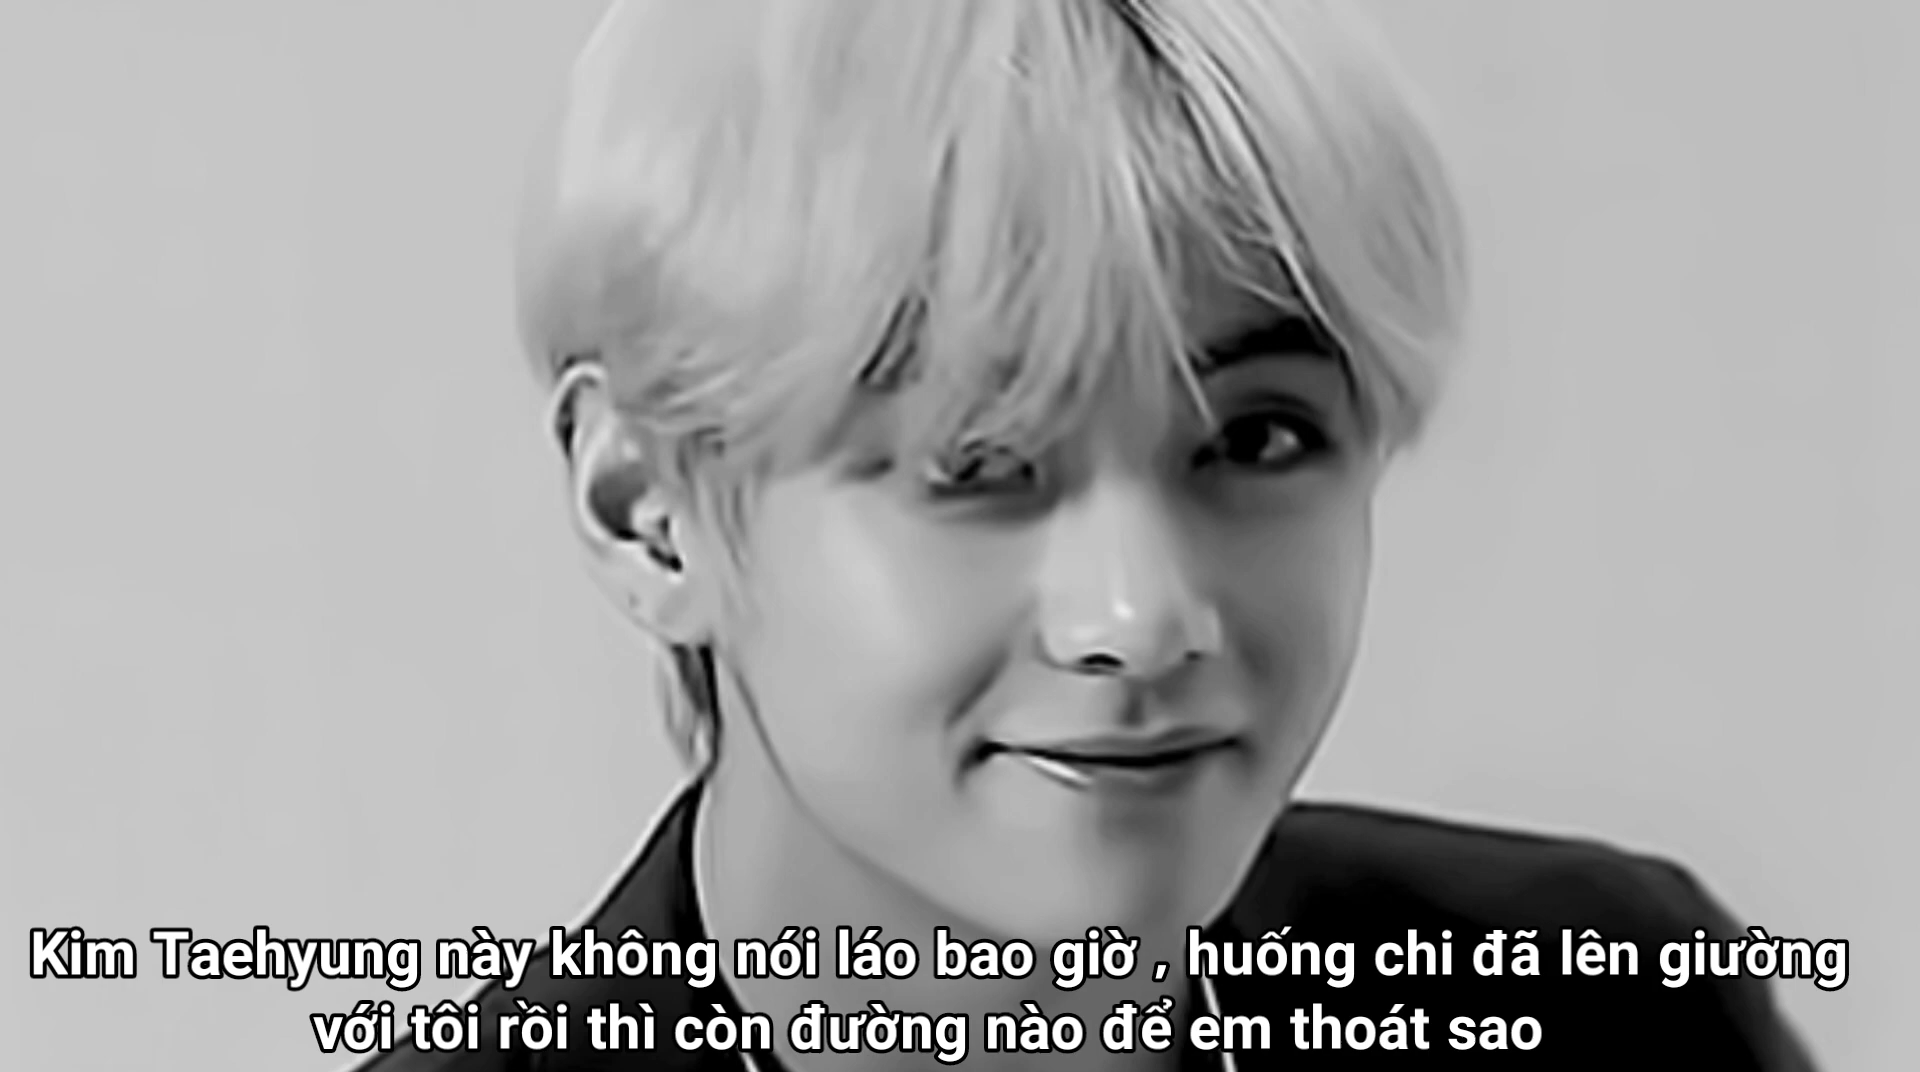 Kim Taehyung này không nói láo bao giờ , huống chi đã lên giường
với tôi rồi thì còn đường nào để em thoát sao